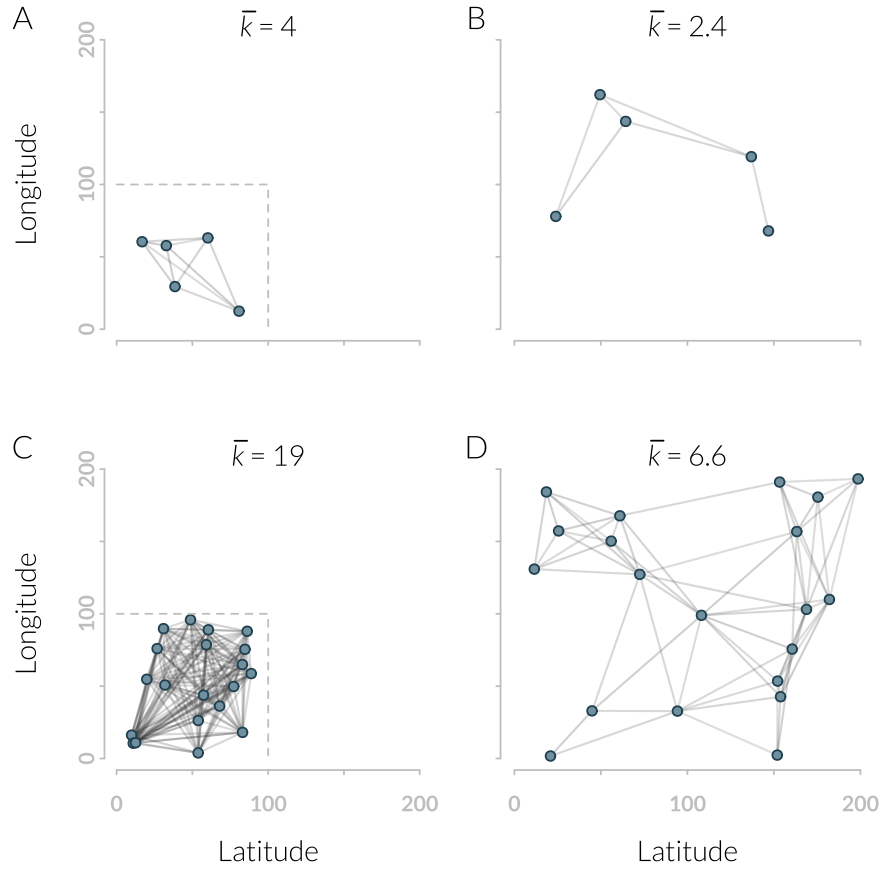 A
k̅ = 4
B
k̅ = 2.4
200
100
0
Longitude
C
k̅ = 19
D
k̅ = 6.6
200
100
0
Longitude
0
100
200
0
100
200
Latitude
Latitude